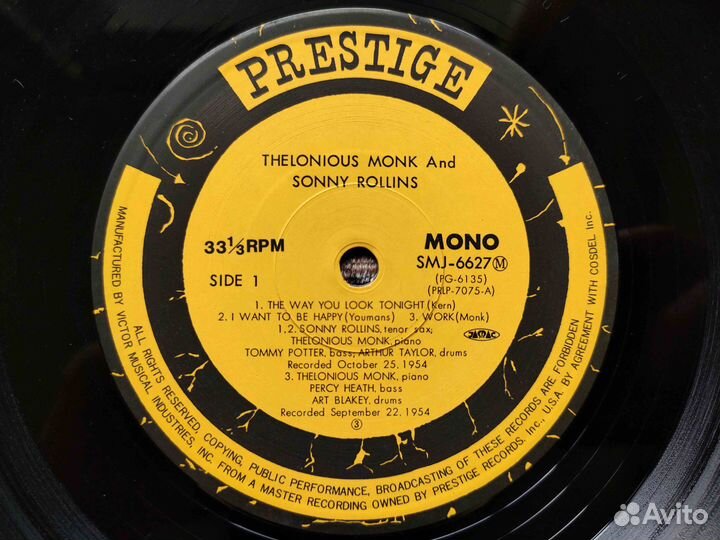 PRESTIGE
THELONIOUS MONK And
SONNY ROLLINS
33⅓RPM
MONO
SMJ-6627Ⓜ
SIDE 1
(PG-6135)
(PRLP-7075-A)
1. THE WAY YOU LOOK TONIGHT(Kern)
2. I WANT TO BE HAPPY(Youmans) 3. WORK(Monk)
1.2. SONNY ROLLINS, tenor sax;
THELONIOUS MONK, piano
TOMMY POTTER, bass, ARTHUR TAYLOR, drums
Recorded October 25, 1954
3. THELONIOUS MONK, piano
PERCY HEATH, bass
ART BLAKEY, drums
Recorded September 22, 1954
③
MANUFACTURED BY VICTOR MUSICAL INDUSTRIES, INC. FROM A MASTER RECORDING OWNED BY PRESTIGE RECORDS. Inc., U.S.A. BY AGREEMENT WITH COSDEL Inc.
ALL RIGHTS RESERVED, COPYING, PUBLIC PERFORMANCE, BROADCASTING OF THESE RECORDS ARE FORBIDDEN
Avito